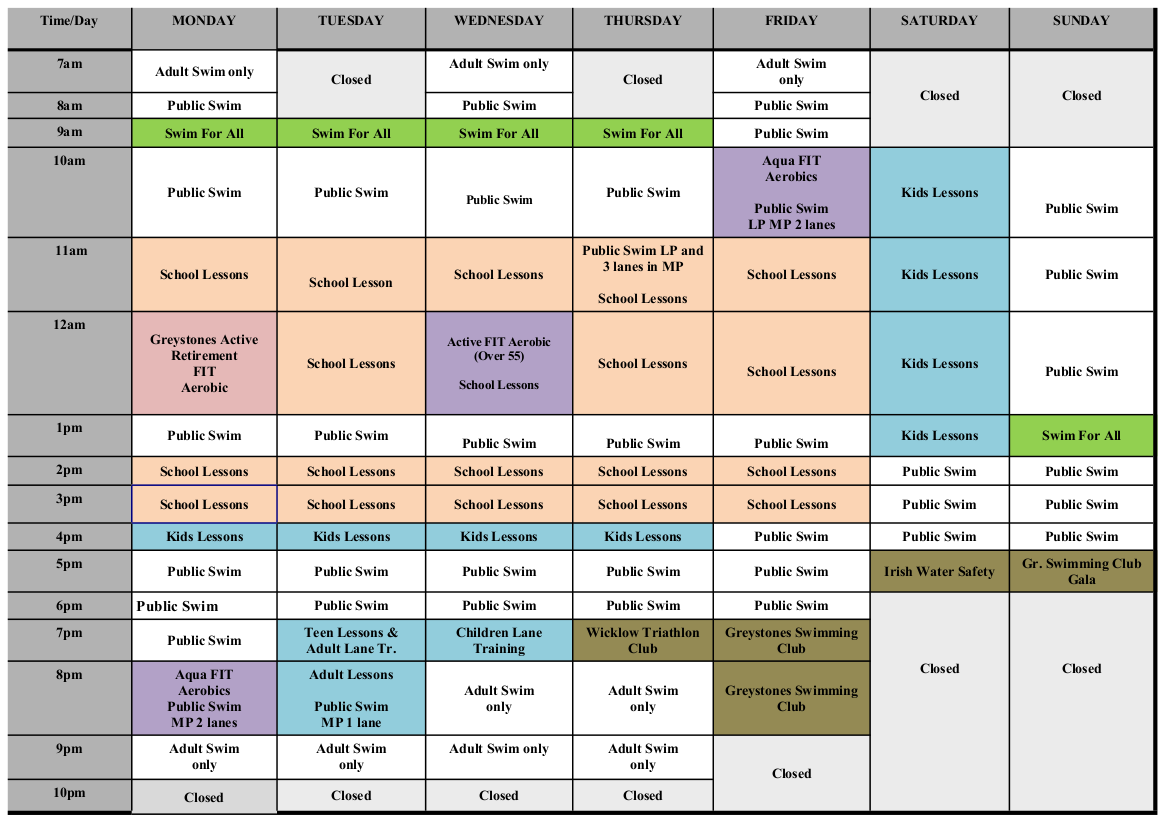 Time/Day MONDAY TUESDAY WEDNESDAY THURSDAY FRIDAY SATURDAY SUNDAY
7am
Adult Swim only
Closed
Adult Swim only
Closed
Adult Swim
only
Closed
Closed
8am
Public Swim
Public Swim
Public Swim
9am
Swim For All
Swim For All
Swim For All
Swim For All
Public Swim
10am
Public Swim
Public Swim
Public Swim
Public Swim
Aqua FIT
Aerobics
Public Swim
LP MP 2 lanes
Kids Lessons
Public Swim
11am
School Lessons
School Lesson
School Lessons
Public Swim LP and
3 lanes in MP
School Lessons
School Lessons
Kids Lessons
Public Swim
12am
Greystones Active
Retirement
FIT
Aerobic
School Lessons
Active FIT Aerobic
(Over 55)
School Lessons
School Lessons
School Lessons
Kids Lessons
Public Swim
1pm
Public Swim
Public Swim
Public Swim
Public Swim
Public Swim
Kids Lessons
Swim For All
2pm
School Lessons
School Lessons
School Lessons
School Lessons
School Lessons
Public Swim
Public Swim
3pm
School Lessons
School Lessons
School Lessons
School Lessons
School Lessons
Public Swim
Public Swim
4pm
Kids Lessons
Kids Lessons
Kids Lessons
Kids Lessons
Public Swim
Public Swim
Public Swim
5pm
Public Swim
Public Swim
Public Swim
Public Swim
Public Swim
Irish Water Safety
Gr. Swimming Club
Gala
6pm
Public Swim
Public Swim
Public Swim
Public Swim
Public Swim
Closed
Closed
7pm
Public Swim
Teen Lessons &
Adult Lane Tr.
Children Lane
Training
Wicklow Triathlon
Club
Greystones Swimming
Club
8pm
Aqua FIT
Aerobics
Public Swim
MP 2 lanes
Adult Lessons
Public Swim
MP 1 lane
Adult Swim
only
Adult Swim
only
Greystones Swimming
Club
9pm
Adult Swim
only
Adult Swim
only
Adult Swim only
Adult Swim
only
Closed
10pm
Closed
Closed
Closed
Closed